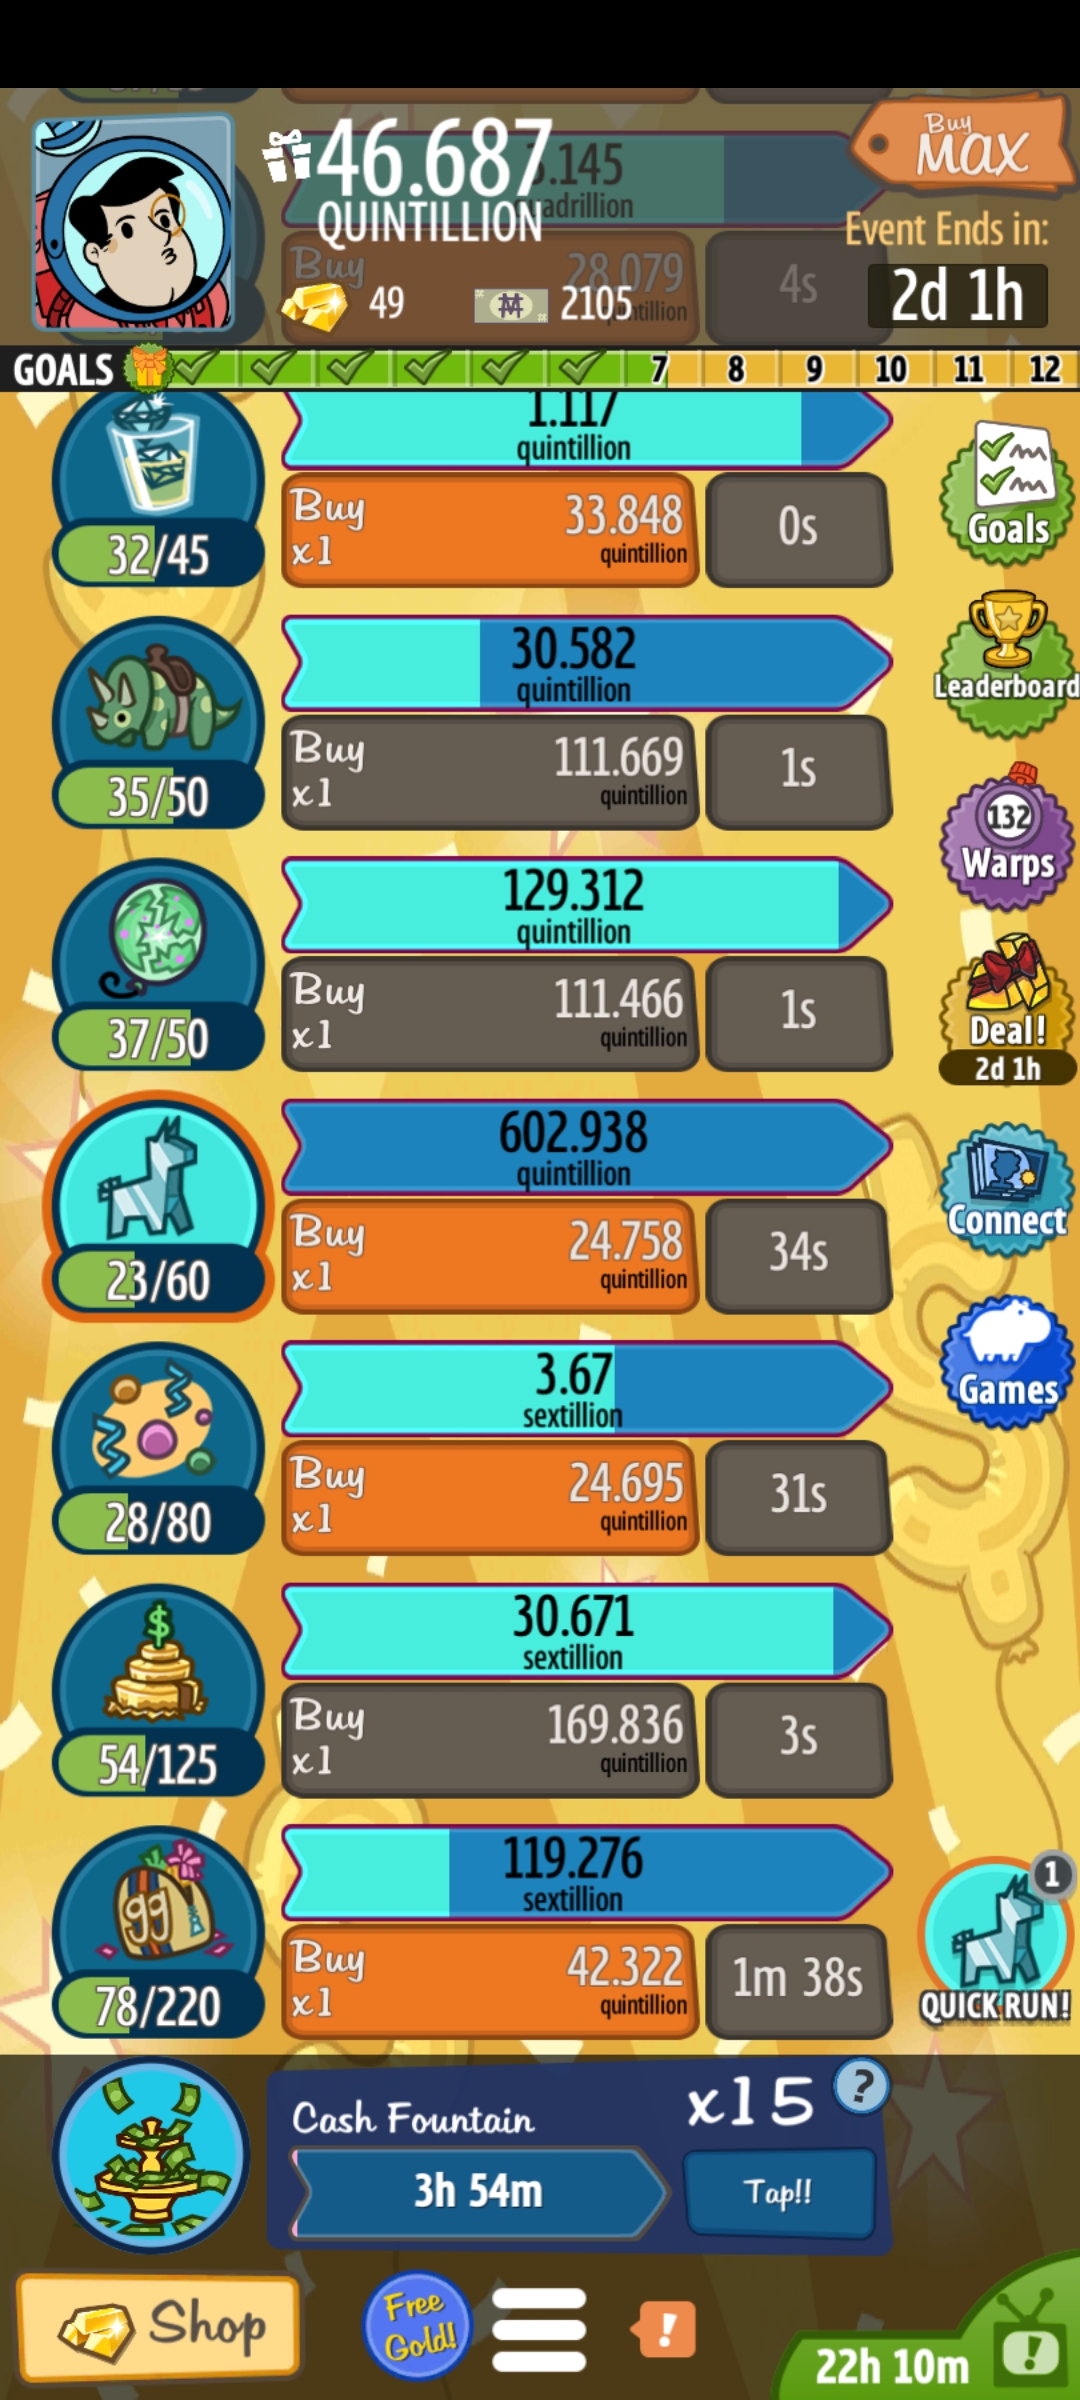 46.687
QUINTILLION
49
2105
Buy
MAX
Event Ends in:
2d 1h
3.145
quadrillion
Buy
28.079
4s
GOALS
7 8 9 10 11 12
1.117
quintillion
Buy
x1
33.848
quintillion
0s
32/45
Goals
30.582
quintillion
Buy
x1
111.669
quintillion
1s
35/50
Leaderboard
129.312
quintillion
Buy
x1
111.466
quintillion
1s
37/50
132
Warps
Deal!
2d 1h
602.938
quintillion
Buy
x1
24.758
quintillion
34s
23/60
Connect
3.67
sextillion
Buy
x1
24.695
quintillion
31s
28/80
Games
$
30.671
sextillion
Buy
x1
169.836
quintillion
3s
54/125
99
119.276
sextillion
Buy
x1
42.322
quintillion
1m 38s
78/220
1
QUICK RUN!
Cash Fountain
x15
?
3h 54m
Tap!!
Shop
Free
Gold!
!
22h 10m
!